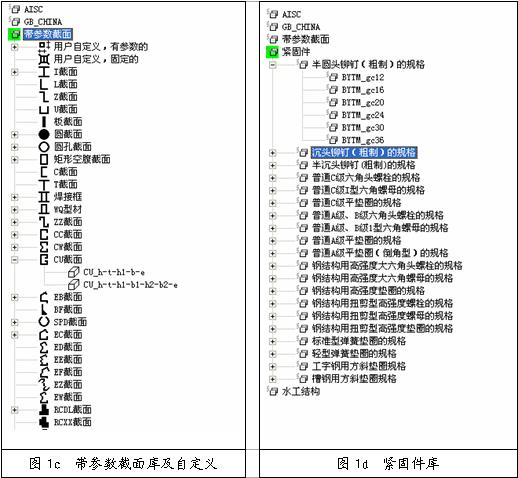 AISC
GB_CHINA
带参数截面
用户自定义，有参数的
用户自定义，固定的
I截面
L截面
Z截面
U截面
板截面
圆截面
圆孔截面
矩形空腹截面
C截面
T截面
焊接框
WQ型材
ZZ截面
CC截面
CW截面
CU截面
CU_h-t-h1-b-e
CU_h-t-h1-b1-h2-b2-e
EB截面
BF截面
SPD截面
EC截面
ED截面
EE截面
EF截面
EZ截面
EW截面
RCDL截面
RCXX截面
图 1c 带参数截面库及自定义
AISC
GB_CHINA
带参数截面
紧固件
半圆头铆钉(粗制)的规格
BYTM_gc12
BYTM_gc16
BYTM_gc20
BYTM_gc24
BYTM_gc30
BYTM_gc36
沉头铆钉(粗制)的规格
半沉头铆钉(粗制)的规格
普通C级六角头螺栓的规格
普通C级I型六角螺母的规格
普通C级平垫圈的规格
普通A级、B级六角头螺栓的规格
普通A级、B级I型六角螺母的规格
普通A级平垫圈的规格
普通A级平垫圈(倒角型)的规格
钢结构用高强度大六角头螺栓的规格
钢结构用高强度大六角螺母的规格
钢结构用高强度垫圈的规格
钢结构用扭剪型高强度螺栓的规格
钢结构用扭剪型高强度螺母的规格
钢结构用扭剪型高强度垫圈的规格
标准型弹簧垫圈的规格
轻型弹簧垫圈的规格
工字钢用方斜垫圈规格
槽钢用方斜垫圈规格
水工结构
图 1d 紧固件库